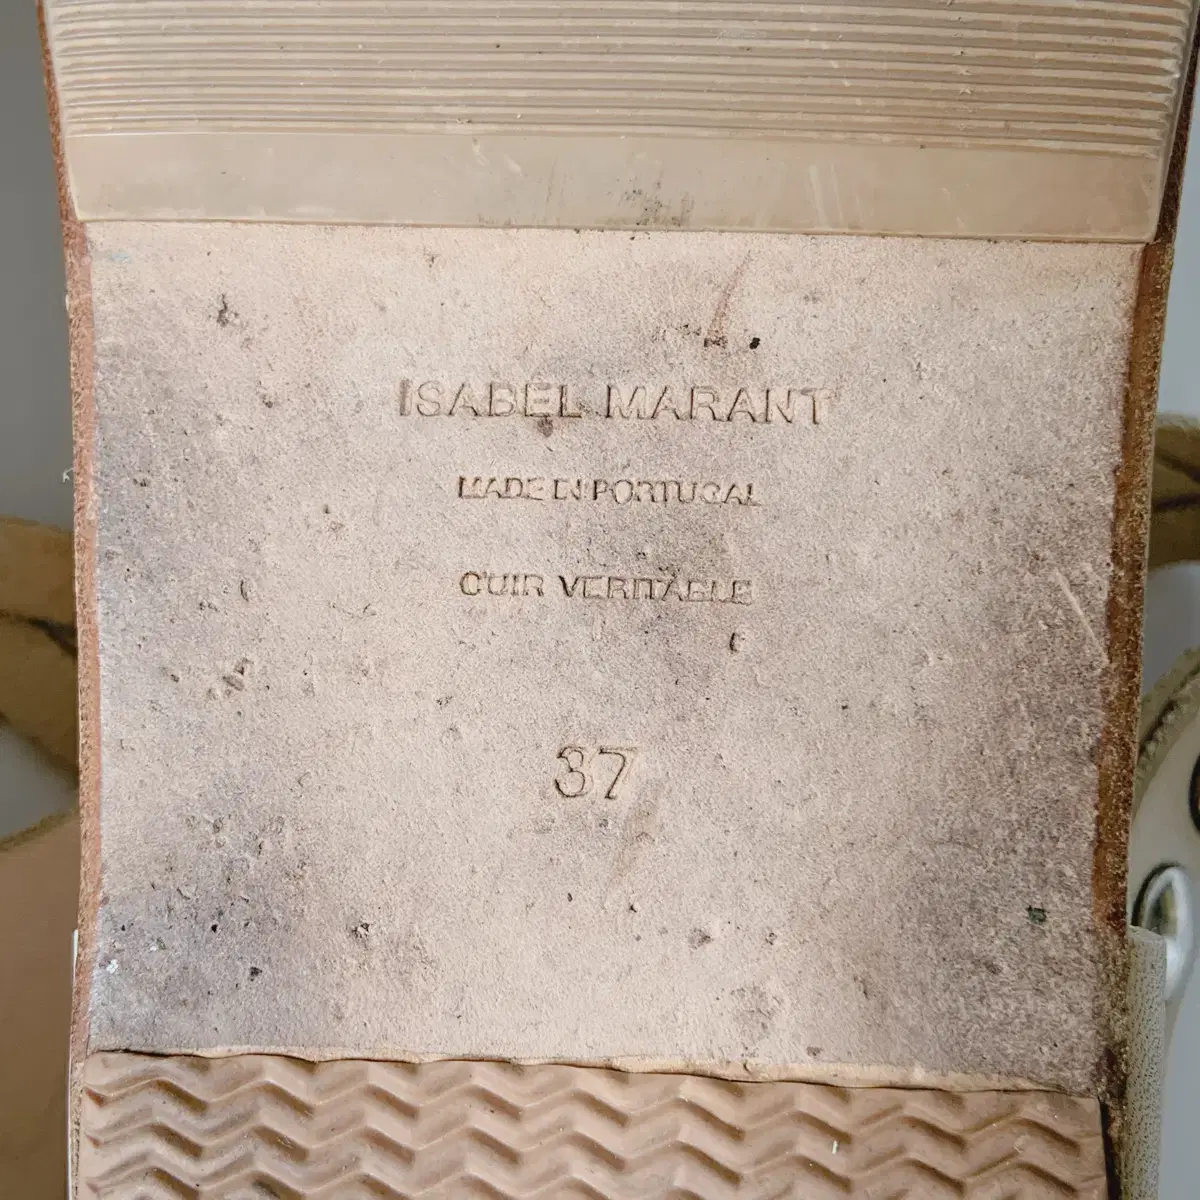 ISABEL MARANT
MADE IN PORTUGAL
CUIR VERITABLE
37